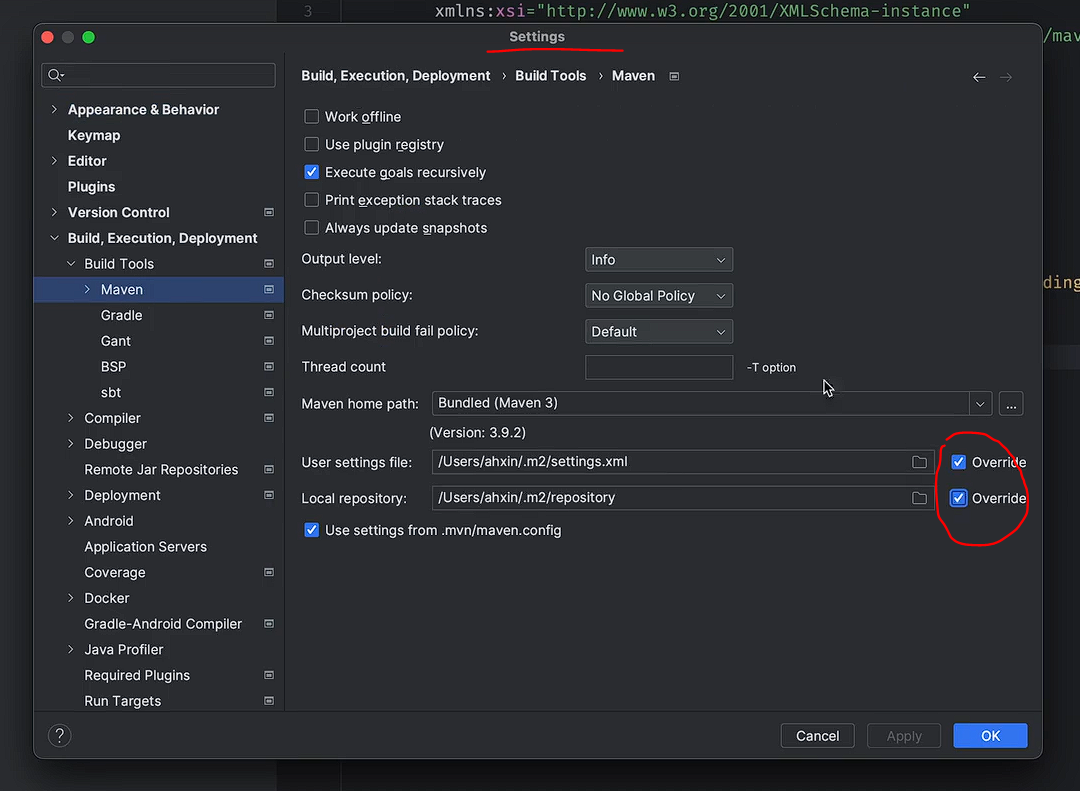 3
xmlns:xsi="http://www.w3.org/2001/XMLSchema-instance"
/mav
Settings
Build, Execution, Deployment › Build Tools › Maven
Appearance & Behavior
Keymap
Editor
Plugins
Version Control
Build, Execution, Deployment
Build Tools
Maven
Gradle
Gant
BSP
sbt
Compiler
Debugger
Remote Jar Repositories
Deployment
Android
Application Servers
Coverage
Docker
Gradle-Android Compiler
Java Profiler
Required Plugins
Run Targets
Work offline
Use plugin registry
Execute goals recursively
Print exception stack traces
Always update snapshots
Output level: Info
Checksum policy: No Global Policy
Multiproject build fail policy: Default
Thread count -T option
Maven home path: Bundled (Maven 3) ...
(Version: 3.9.2)
User settings file: /Users/ahxin/.m2/settings.xml Override
Local repository: /Users/ahxin/.m2/repository Override
Use settings from .mvn/maven.config
ding
? Cancel Apply OK